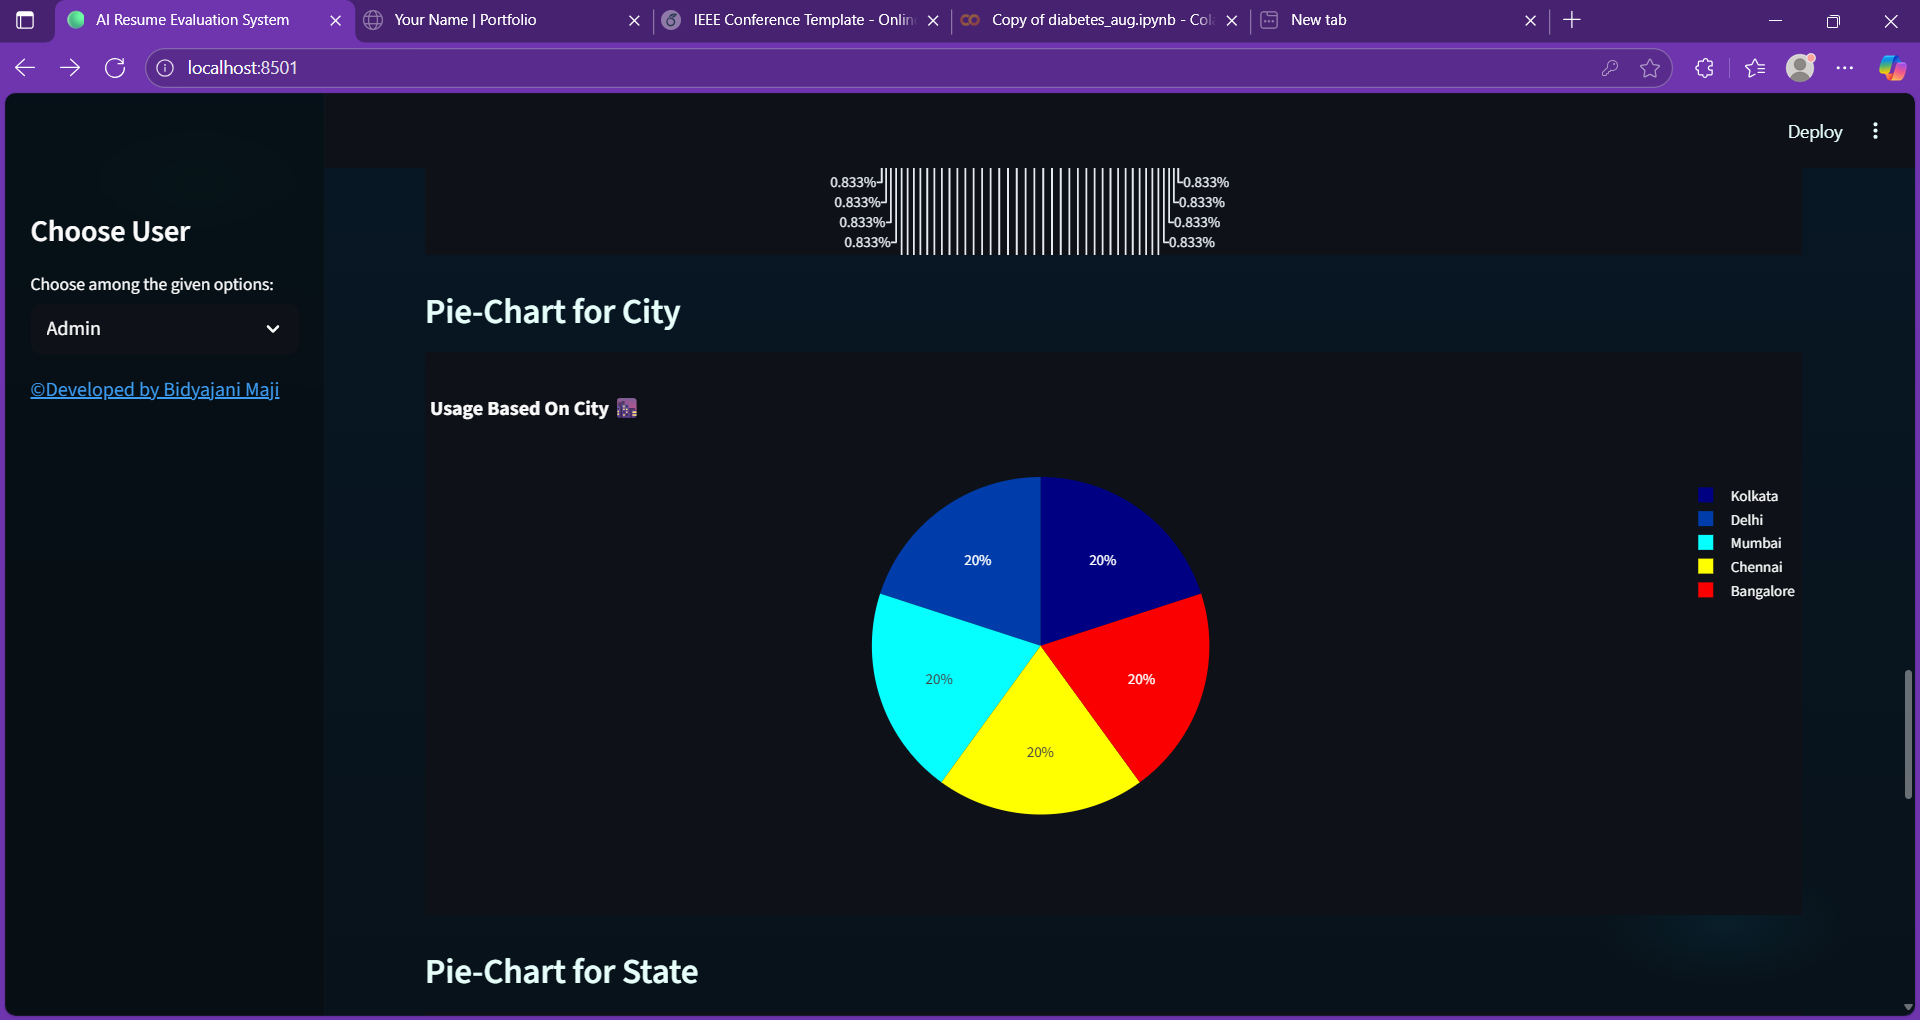 AI Resume Evaluation System
Your Name | Portfolio
IEEE Conference Template - Onlin
Copy of diabetes_aug.ipynb - Col
New tab
localhost:8501
Deploy
Choose User
Choose among the given options:
Admin
©Developed by Bidyajani Maji
0.833% 0.833%
0.833% 0.833%
0.833% 0.833%
0.833% 0.833%
Pie-Chart for City
Usage Based On City 🌆
20% 20%
20% 20%
20%
Kolkata
Delhi
Mumbai
Chennai
Bangalore
Pie-Chart for State